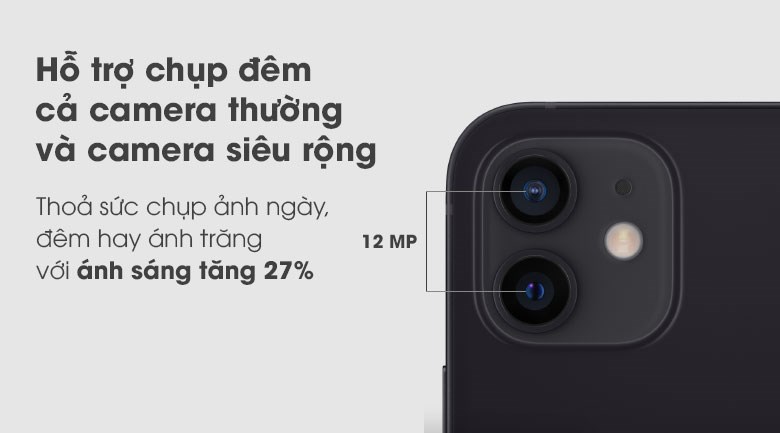 Hỗ trợ chụp đêm
cả camera thường
và camera siêu rộng
Thoả sức chụp ảnh ngày,
đêm hay ánh trăng
với ánh sáng tăng 27%
12 MP